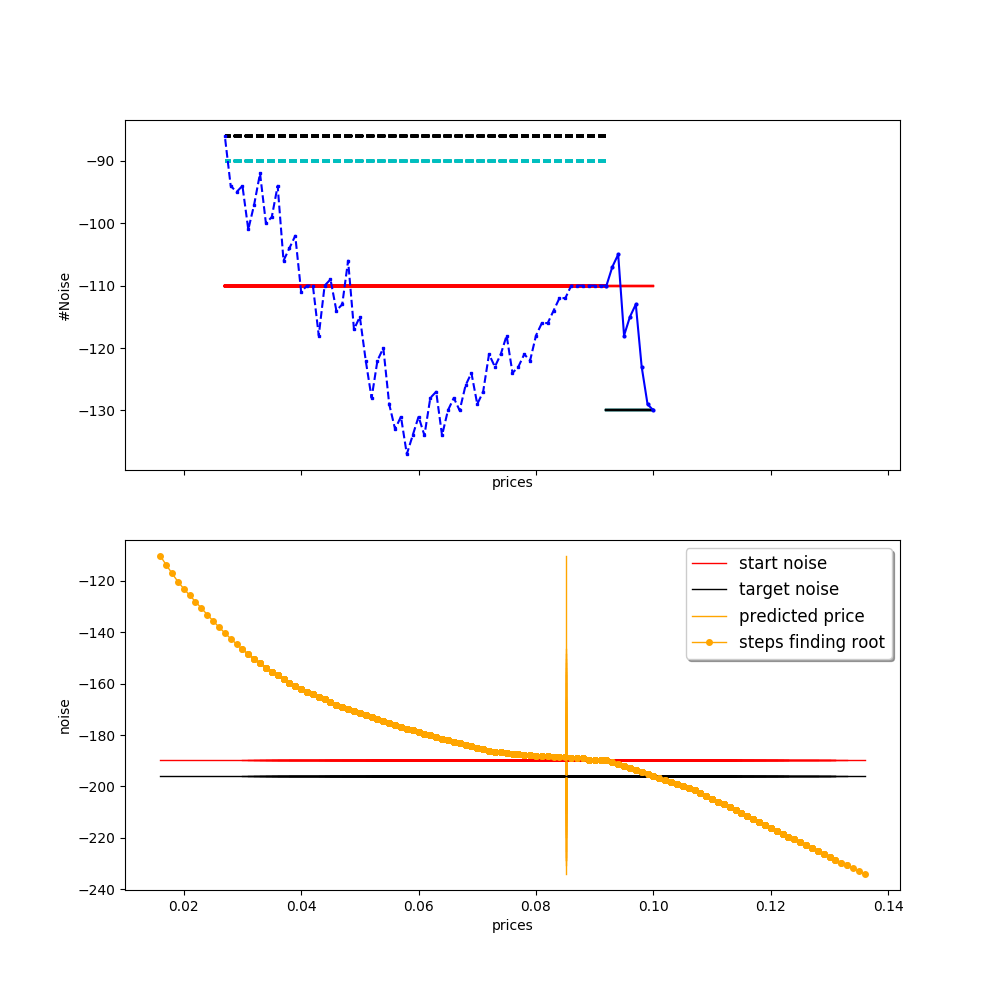 −90
−100
−110
−120
−130
#Noise
prices
−120
−140
−160
−180
−200
−220
−240
noise
start noise
target noise
predicted price
steps finding root
0.02 0.04 0.06 0.08 0.10 0.12 0.14
prices